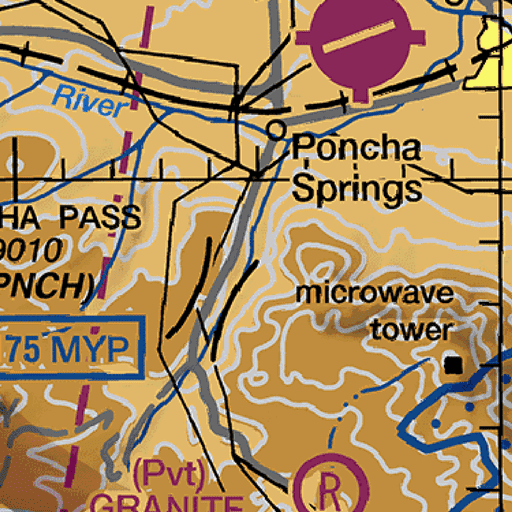 River
Poncha
Springs
HA PASS
9010
PNCH)
microwave
tower
75 MYP
(Pvt)
GRANITE
R